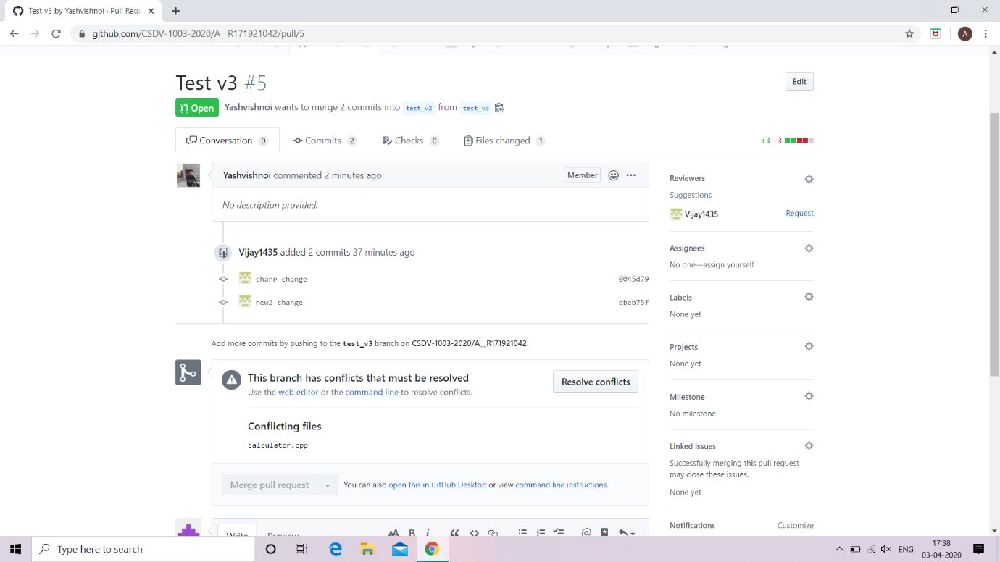 Test v3 by Yashvishnoi · Pull Requ
github.com/CSDV-1003-2020/A__R171921042/pull/5
A
Test v3 #5
Edit
Open
Yashvishnoi wants to merge 2 commits into test_v2 from test_v3
Conversation 0
Commits 2
Checks 0
Files changed 1
+3 −3
Yashvishnoi commented 2 minutes ago
Member
No description provided.
Vijay1435 added 2 commits 37 minutes ago
charr change 0045d79
new2 change dbeb75f
Add more commits by pushing to the test_v3 branch on CSDV-1003-2020/A__R171921042.
This branch has conflicts that must be resolved
Use the web editor or the command line to resolve conflicts.
Resolve conflicts
Conflicting files
calculator.cpp
Merge pull request
You can also open this in GitHub Desktop or view command line instructions.
Write
Preview
Reviewers
Suggestions
Vijay1435 Request
Assignees
No one—assign yourself
Labels
None yet
Projects
None yet
Milestone
No milestone
Linked issues
Successfully merging this pull request
may close these issues.
None yet
Notifications Customize
Type here to search
ENG
17:38
03-04-2020